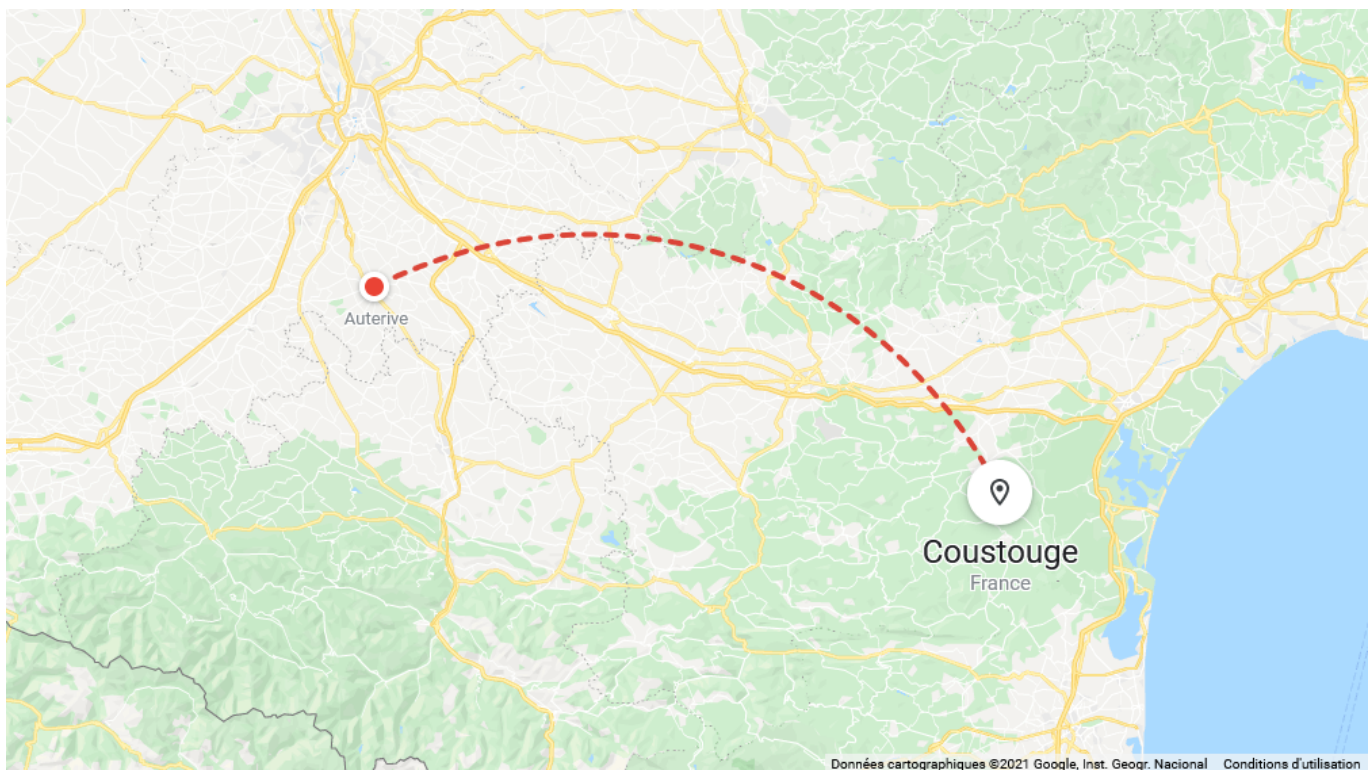 Auterive
Coustouge
France
Données cartographiques ©2021 Google, Inst. Geogr. Nacional Conditions d'utilisation